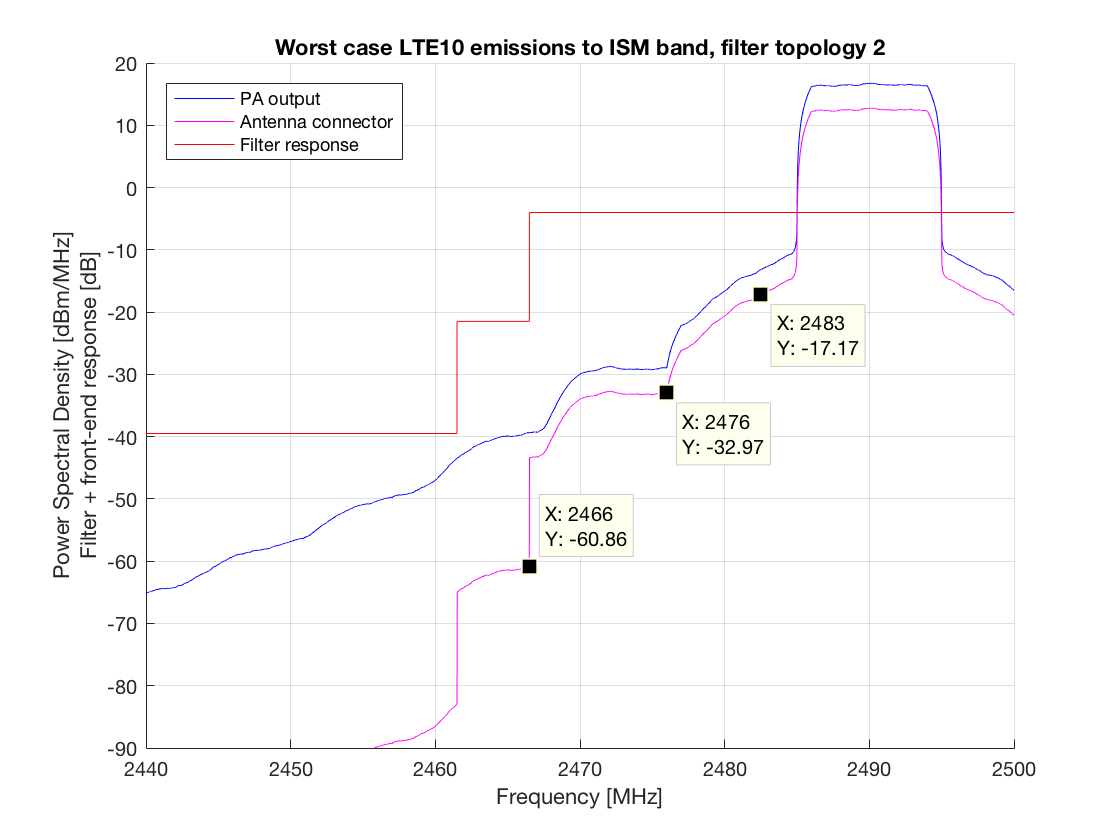 Worst case LTE10 emissions to ISM band, filter topology 2
PA output
Antenna connector
Filter response
Power Spectral Density [dBm/MHz]
Filter + front-end response [dB]
20
10
0
-10
-20
-30
-40
-50
-60
-70
-80
-90
X: 2483
Y: -17.17
X: 2476
Y: -32.97
X: 2466
Y: -60.86
2440
2450
2460
2470
2480
2490
2500
Frequency [MHz]